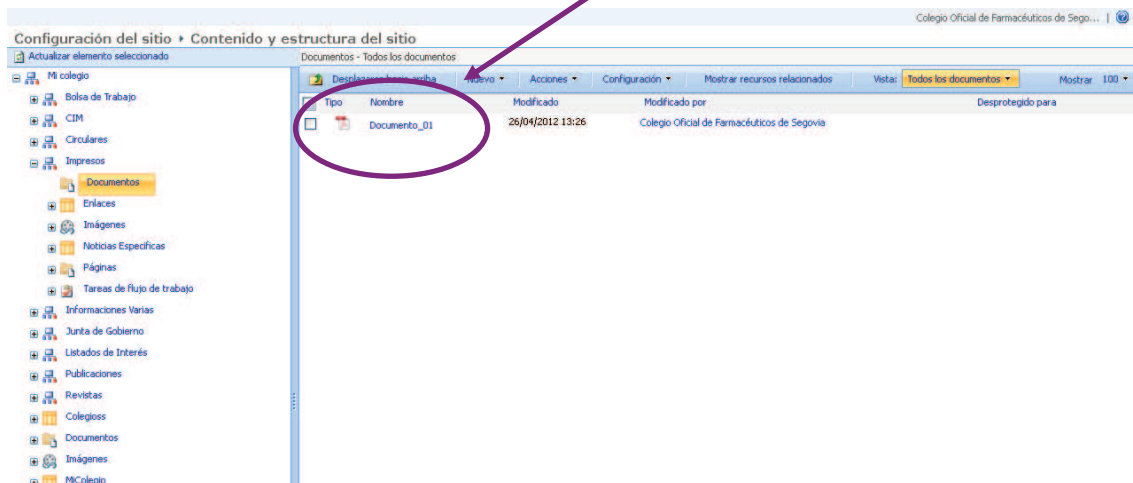 Colegio Oficial de Farmacéuticos de Sego... |
Configuración del sitio ▸ Contenido y estructura del sitio
Actualizar elemento seleccionado
Documentos - Todos los documentos
Desplazarse hacia arriba Nuevo Acciones Configuración Mostrar recursos relacionados Vista: Todos los documentos Mostrar 100
Tipo Nombre Modificado Modificado por Desprotegido para
Documento_01 26/04/2012 13:26 Colegio Oficial de Farmacéuticos de Segovia
Mi colegio
Bolsa de Trabajo
CIM
Circulares
Impresos
Documentos
Enlaces
Imágenes
Noticias Especificas
Páginas
Tareas de flujo de trabajo
Informaciones Varias
Junta de Gobierno
Listados de Interés
Publicaciones
Revistas
Colegioss
Documentos
Imágenes
MiColegio